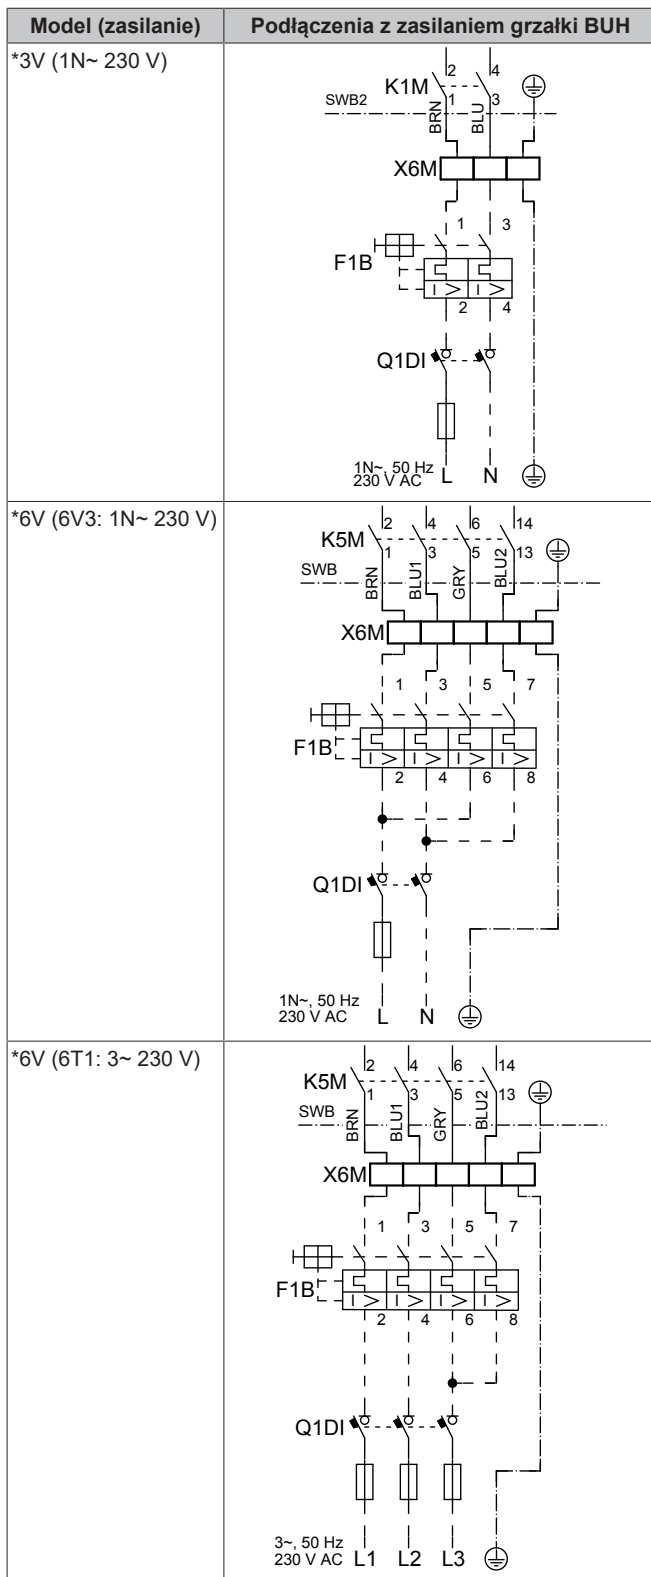 Model (zasilanie) Podłączenia z zasilaniem grzałki BUH
*3V (1N~ 230 V)
2 4
K1M
1 3
SWB2
BRN BLU
X6M
1 3
F1B
I > I >
2 4
Q1DI
1N~, 50 Hz
230 V AC L N
*6V (6V3: 1N~ 230 V)
2 4 6 14
K5M
1 3 5 13
SWB
BRN BLU1 GRY BLU2
X6M
1 3 5 7
F1B
I > I > I > I >
2 4 6 8
Q1DI
1N~, 50 Hz
230 V AC L N
*6V (6T1: 3~ 230 V)
2 4 6 14
K5M
1 3 5 13
SWB
BRN BLU1 GRY BLU2
X6M
1 3 5 7
F1B
I > I > I > I >
2 4 6 8
Q1DI
3~, 50 Hz
230 V AC L1 L2 L3